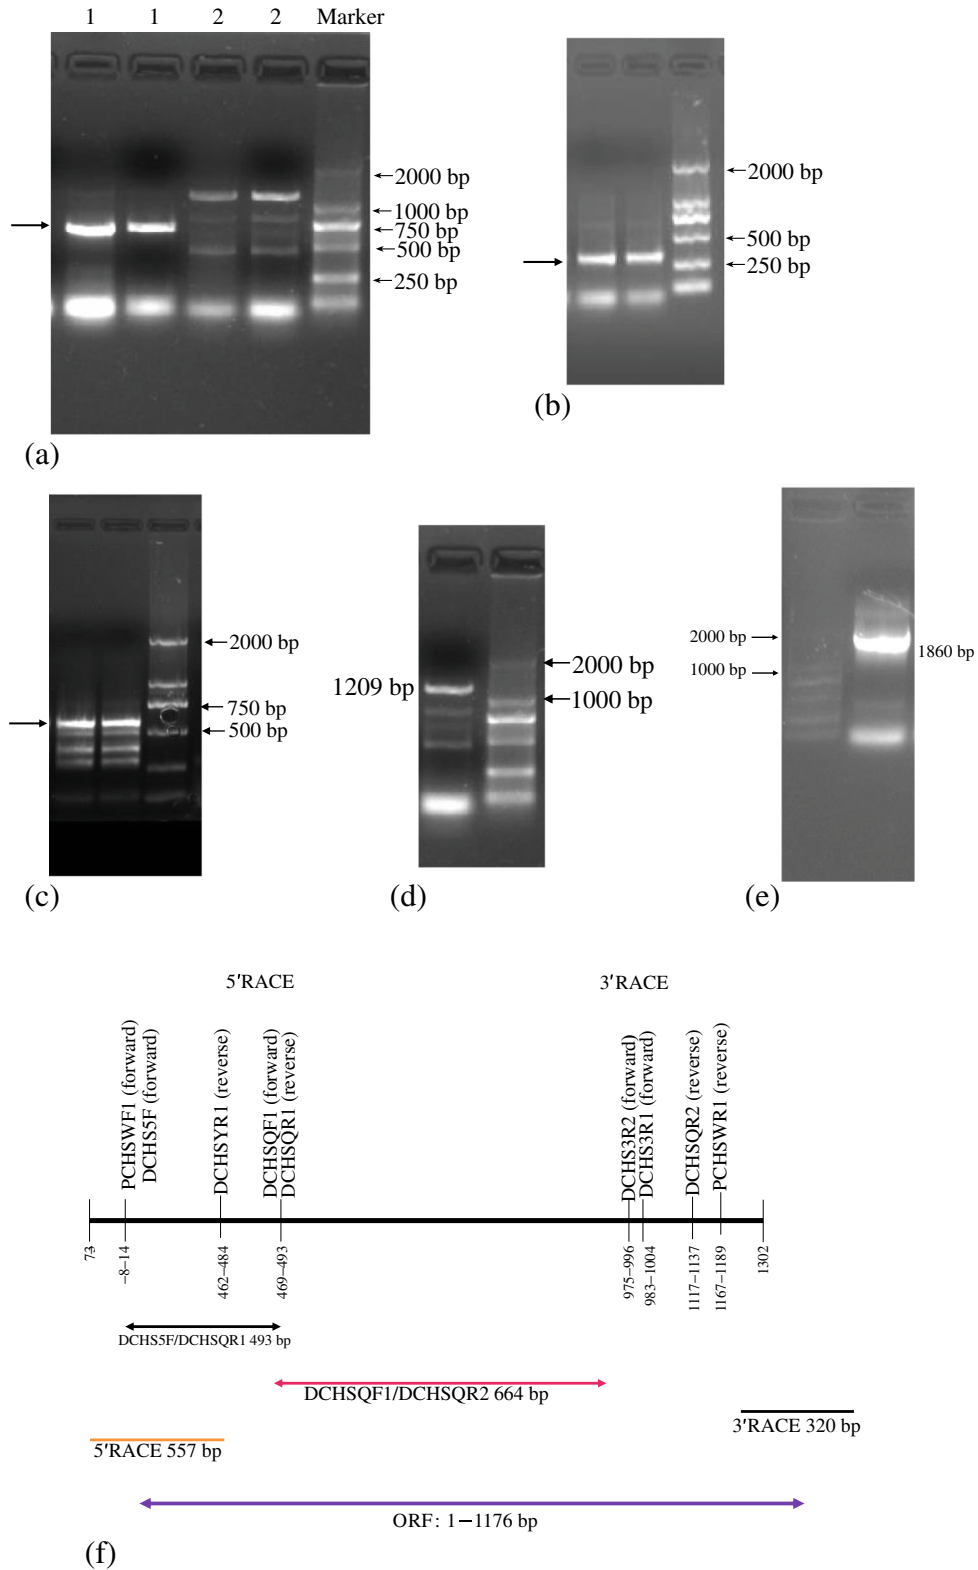 1 1 2 2 Marker
2000 bp
1000 bp
750 bp
500 bp
250 bp
(a)
2000 bp
500 bp
250 bp
(b)
2000 bp
750 bp
500 bp
(c)
1209 bp
2000 bp
1000 bp
(d)
2000 bp
1000 bp
1860 bp
(e)
5′RACE 3′RACE
PCHSWF1 (forward)
DCHS5F (forward)
DCHSYR1 (reverse)
DCHSQF1 (forward)
DCHSQR1 (reverse)
DCHS3R2 (forward)
DCHS3R1 (forward)
DCHSQR2 (reverse)
PCHSWR1 (reverse)
73
−8−14
462−484
469−493
975−996
983−1004
1117−1137
1167−1189
1302
DCHS5F/DCHSQR1 493 bp
DCHSQF1/DCHSQR2 664 bp
3′RACE 320 bp
5′RACE 557 bp
ORF: 1−1176 bp
(f)